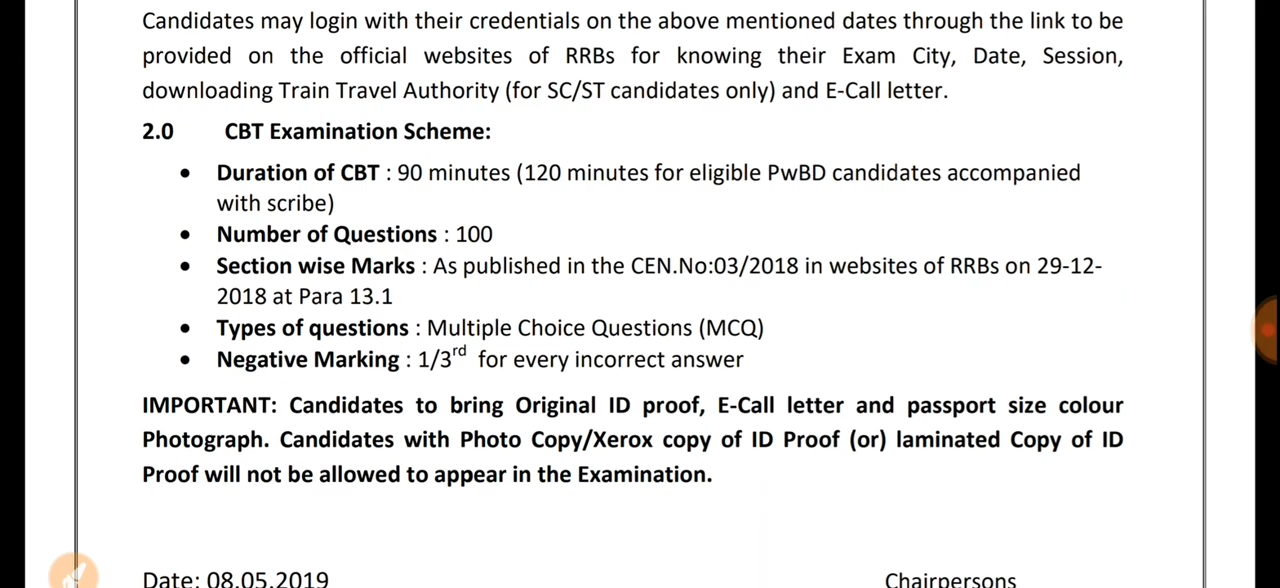 Candidates may login with their credentials on the above mentioned dates through the link to be
provided on the official websites of RRBs for knowing their Exam City, Date, Session,
downloading Train Travel Authority (for SC/ST candidates only) and E-Call letter.
2.0 CBT Examination Scheme:
• Duration of CBT : 90 minutes (120 minutes for eligible PwBD candidates accompanied
with scribe)
• Number of Questions : 100
• Section wise Marks : As published in the CEN.No:03/2018 in websites of RRBs on 29-12-
2018 at Para 13.1
• Types of questions : Multiple Choice Questions (MCQ)
• Negative Marking : 1/3rd for every incorrect answer
IMPORTANT: Candidates to bring Original ID proof, E-Call letter and passport size colour
Photograph. Candidates with Photo Copy/Xerox copy of ID Proof (or) laminated Copy of ID
Proof will not be allowed to appear in the Examination.
Date: 08.05.2019 Chairpersons